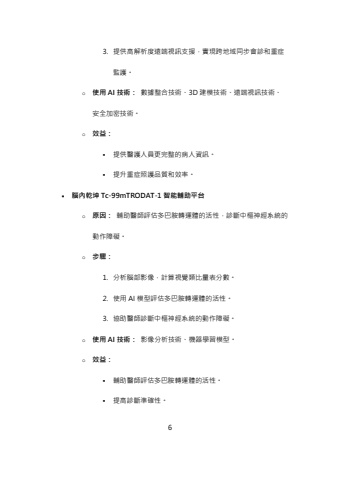 3. 提供高解析度遠端視訊支援，實現跨地域同步會診和重症
監護。
o 使用 AI 技術： 數據整合技術、3D 建模技術、遠端視訊技術、
安全加密技術。
o 效益：
▪ 提供醫護人員更完整的病人資訊。
▪ 提升重症照護品質和效率。
• 腦內乾坤 Tc-99mTRODAT-1 智能輔助平台
o 原因： 輔助醫師評估多巴胺轉運體的活性，診斷中樞神經系統的
動作障礙。
o 步驟：
1. 分析腦部影像，計算視覺類比量表分數。
2. 使用 AI 模型評估多巴胺轉運體的活性。
3. 協助醫師診斷中樞神經系統的動作障礙。
o 使用 AI 技術： 影像分析技術、機器學習模型。
o 效益：
▪ 輔助醫師評估多巴胺轉運體的活性。
▪ 提高診斷準確性。
6